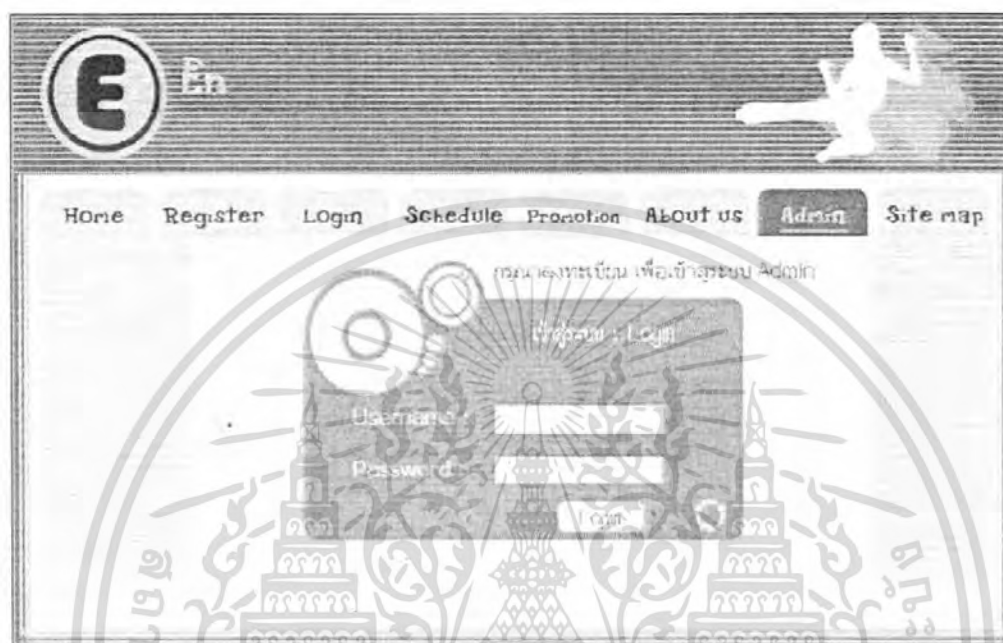 E
En
Home Register Login Schedule Promotion About us Admin Site map
กรุณาลงทะเบียน เพื่อเข้าสู่ระบบ Admin
เข้าสู่ระบบ : Login
Username :
Password :
Login